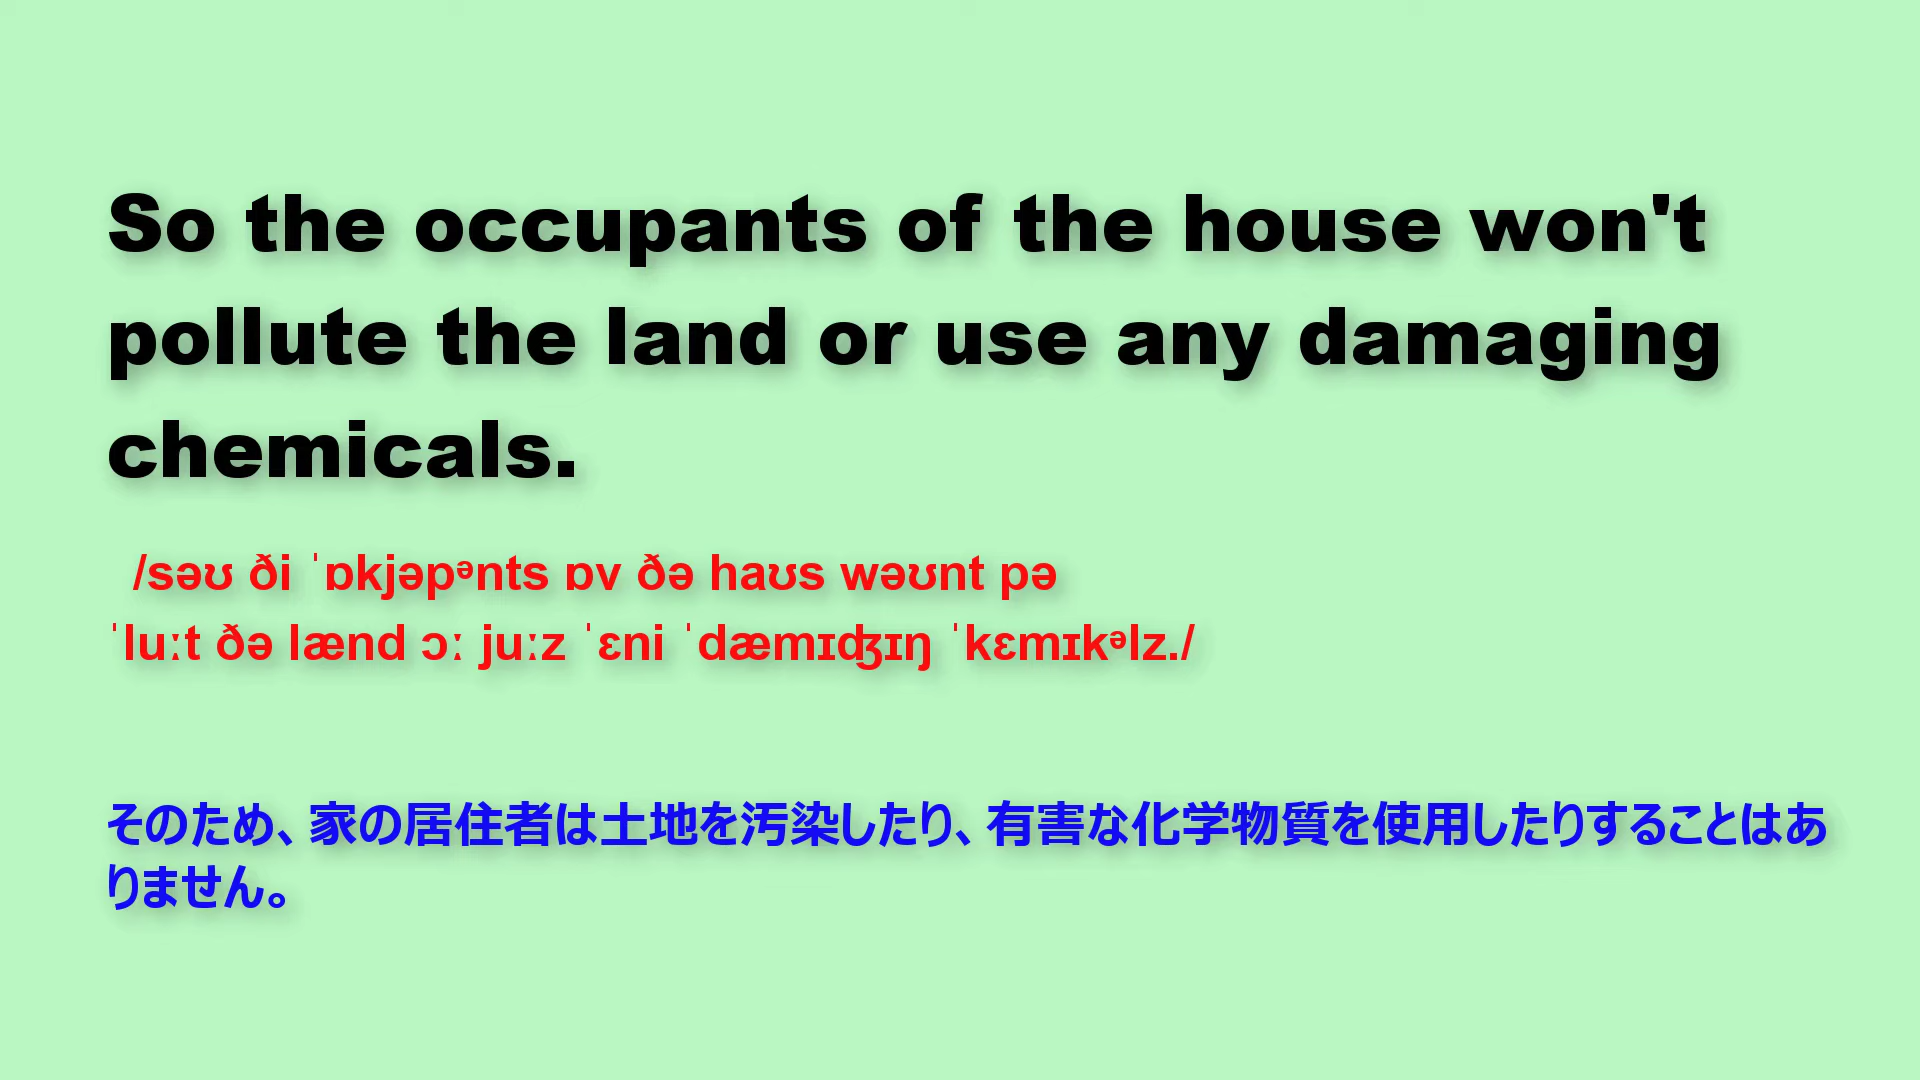 So the occupants of the house won't
pollute the land or use any damaging
chemicals.
/səʊ ði ˈɒkjəpᵊnts ɒv ðə haʊs wəʊnt pə
ˈluːt ðə lænd ɔː juːz ˈɛni ˈdæmɪʤɪŋ ˈkɛmɪkᵊlz./
そのため、家の居住者は土地を汚染したり、有害な化学物質を使用したりすることはあ
りません。